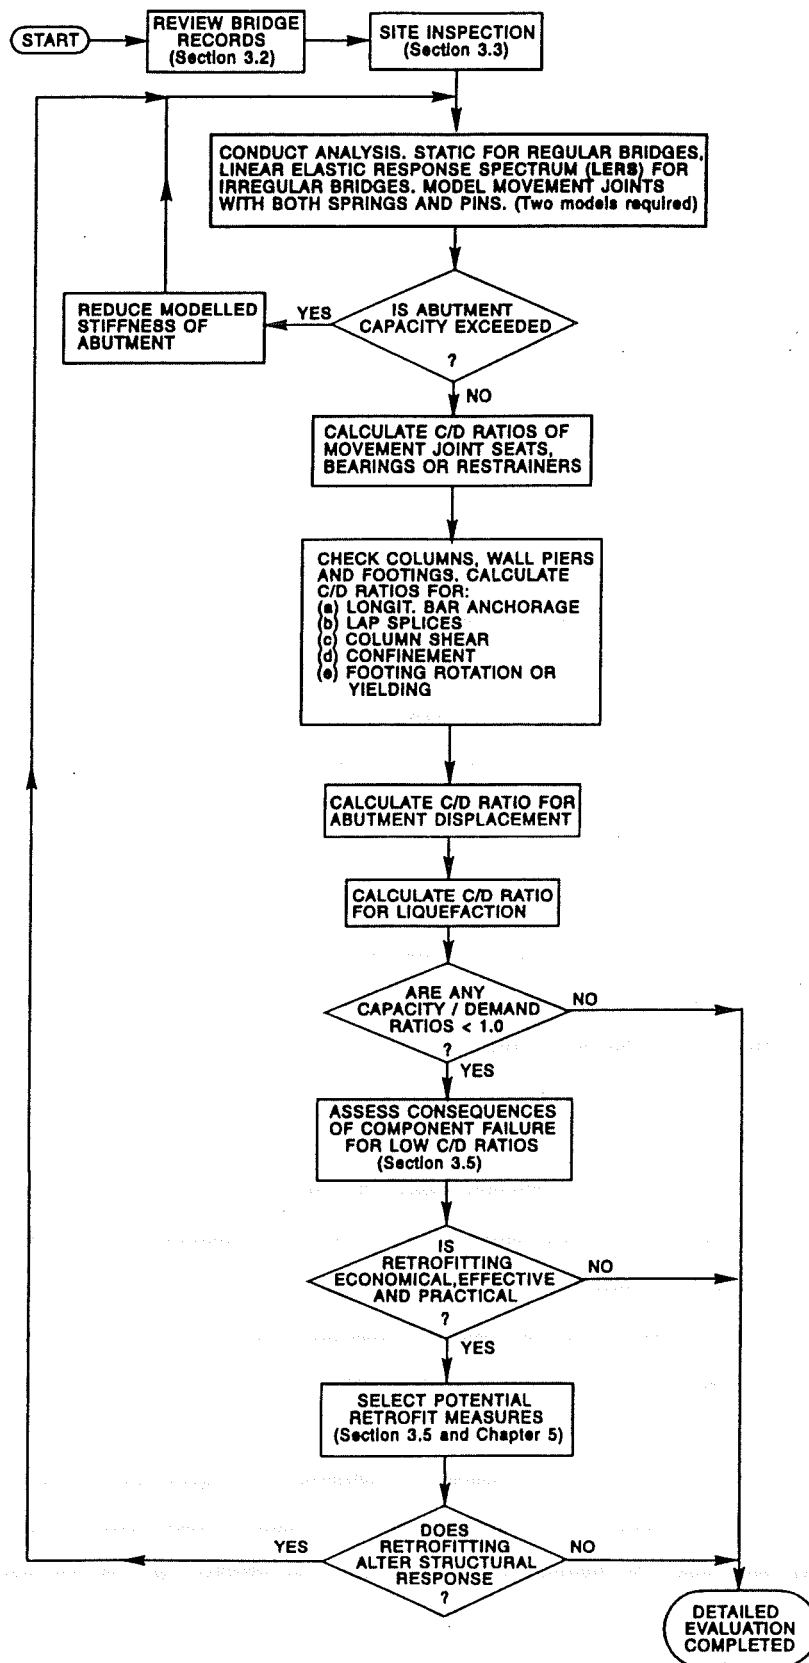 START
REVIEW BRIDGE
RECORDS
(Section 3.2)
SITE INSPECTION
(Section 3.3)
CONDUCT ANALYSIS. STATIC FOR REGULAR BRIDGES,
LINEAR ELASTIC RESPONSE SPECTRUM (LERS) FOR
IRREGULAR BRIDGES. MODEL MOVEMENT JOINTS
WITH BOTH SPRINGS AND PINS. (Two models required)
REDUCE MODELLED
STIFFNESS OF
ABUTMENT
YES
IS ABUTMENT
CAPACITY EXCEEDED
?
NO
CALCULATE C/D RATIOS OF
MOVEMENT JOINT SEATS,
BEARINGS OR RESTRAINERS
CHECK COLUMNS, WALL PIERS
AND FOOTINGS. CALCULATE
C/D RATIOS FOR:
(a) LONGIT. BAR ANCHORAGE
(b) LAP SPLICES
(c) COLUMN SHEAR
(d) CONFINEMENT
(e) FOOTING ROTATION OR
YIELDING
CALCULATE C/D RATIO FOR
ABUTMENT DISPLACEMENT
CALCULATE C/D RATIO
FOR LIQUEFACTION
ARE ANY
CAPACITY / DEMAND
RATIOS < 1.0
?
NO
YES
ASSESS CONSEQUENCES
OF COMPONENT FAILURE
FOR LOW C/D RATIOS
(Section 3.5)
IS
RETROFITTING
ECONOMICAL,EFFECTIVE
AND PRACTICAL
?
NO
YES
SELECT POTENTIAL
RETROFIT MEASURES
(Section 3.5 and Chapter 5)
YES
DOES
RETROFITTING
ALTER STRUCTURAL
RESPONSE
?
NO
DETAILED
EVALUATION
COMPLETED